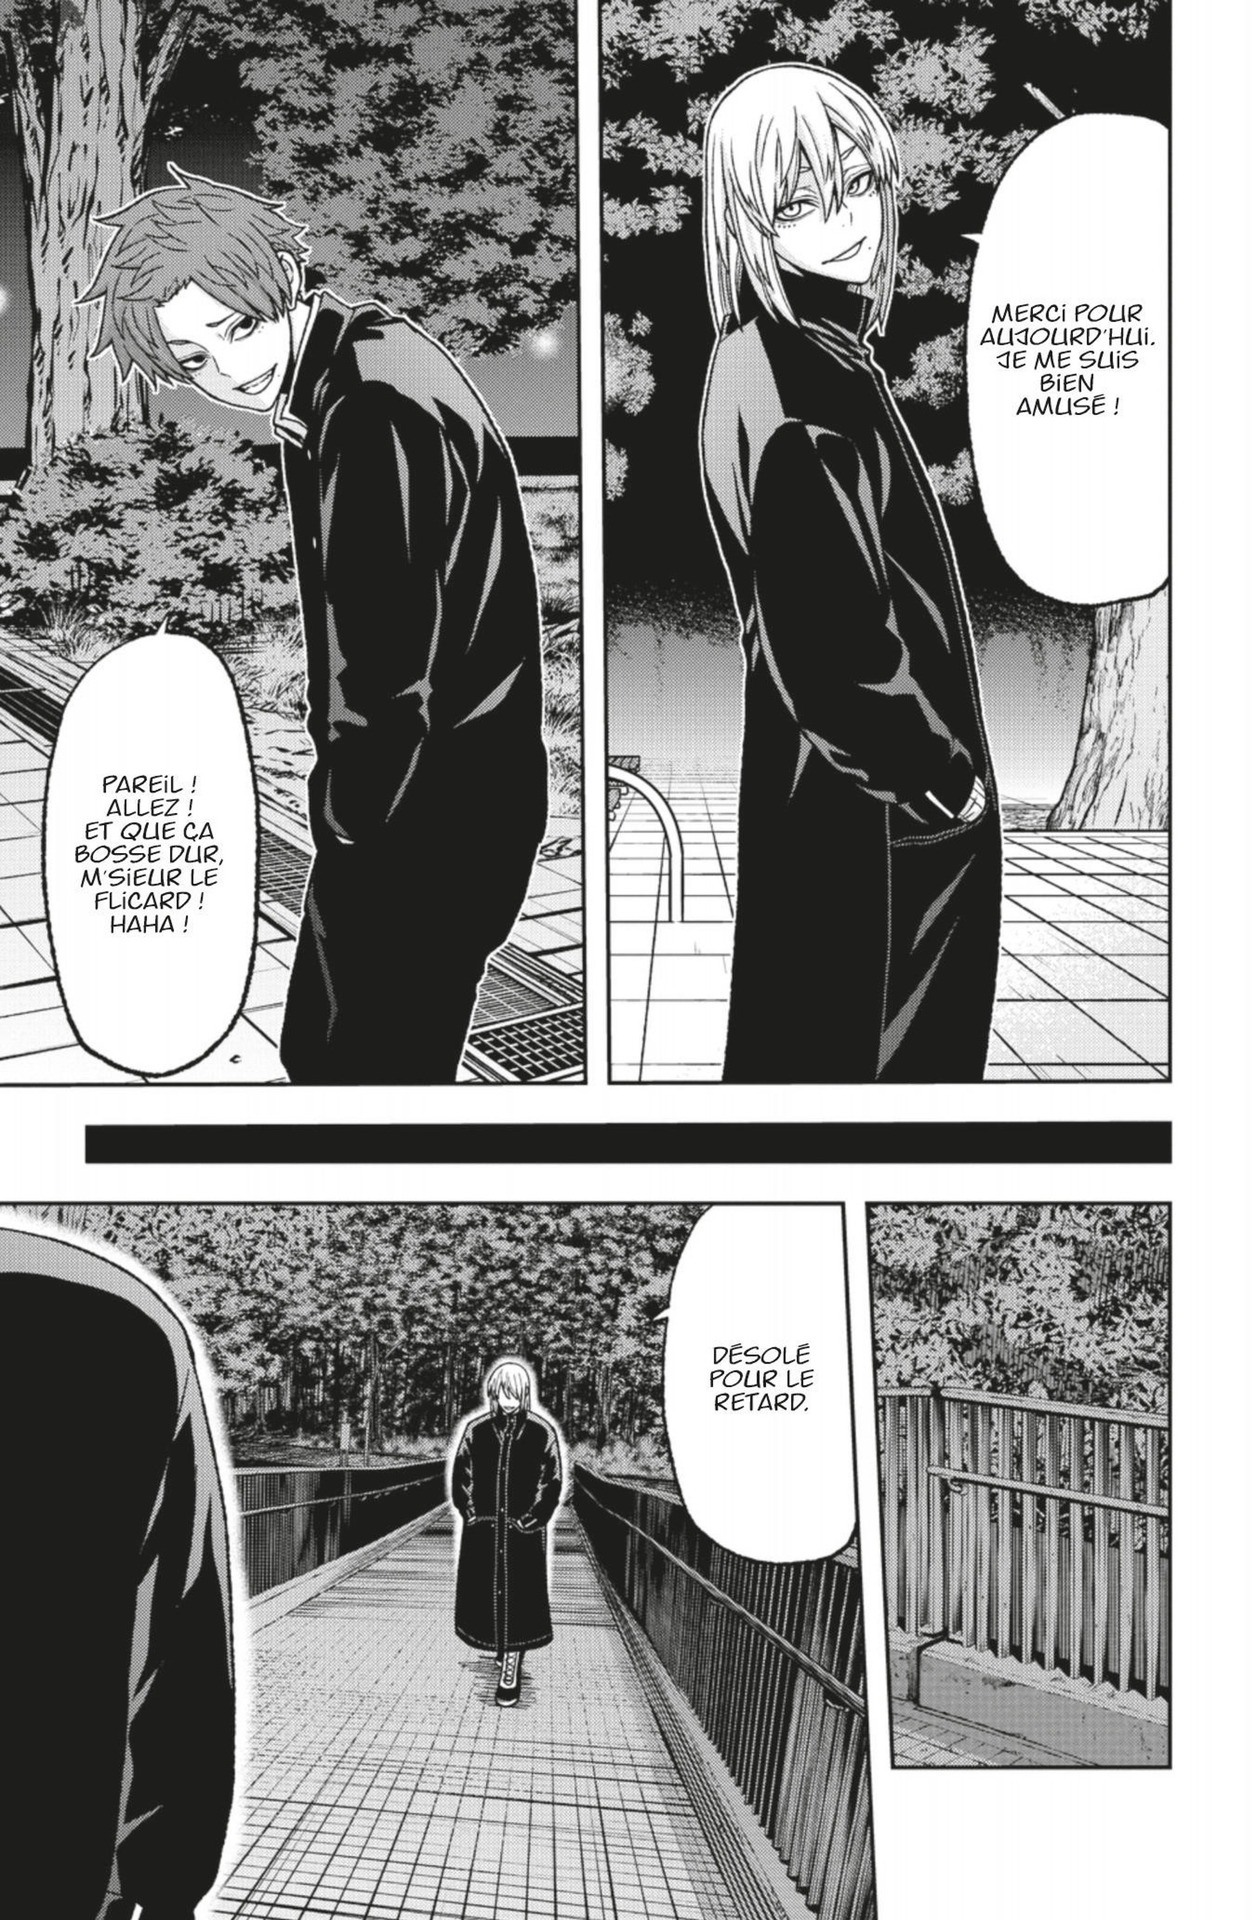 MERCI POUR
AUJOURD'HUI.
JE ME SUIS
BIEN
AMUSÉ !
PAREIL !
ALLEZ !
ET QUE ÇA
BOSSE DUR,
M'SIEUR LE
FLICARD !
HAHA !
DÉSOLÉ
POUR LE
RETARD.